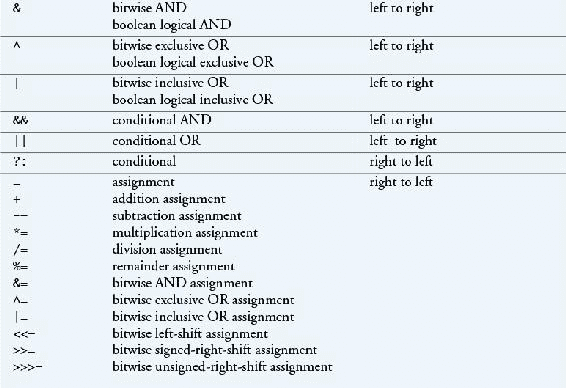 & bitwise AND left to right
boolean logical AND
^ bitwise exclusive OR left to right
boolean logical exclusive OR
| bitwise inclusive OR left to right
boolean logical inclusive OR
&& conditional AND left to right
|| conditional OR left to right
?: conditional right to left
= assignment right to left
+= addition assignment
-= subtraction assignment
*= multiplication assignment
/= division assignment
%= remainder assignment
&= bitwise AND assignment
^= bitwise exclusive OR assignment
|= bitwise inclusive OR assignment
<<= bitwise left-shift assignment
>>= bitwise signed-right-shift assignment
>>>= bitwise unsigned-right-shift assignment